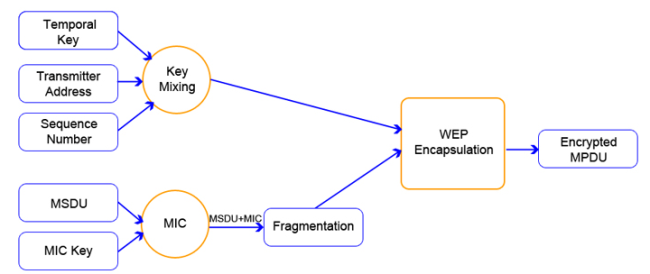 Temporal
Key
Transmitter
Address
Sequence
Number
Key
Mixing
WEP
Encapsulation
Encrypted
MPDU
MSDU
MIC Key
MIC
MSDU+MIC
Fragmentation